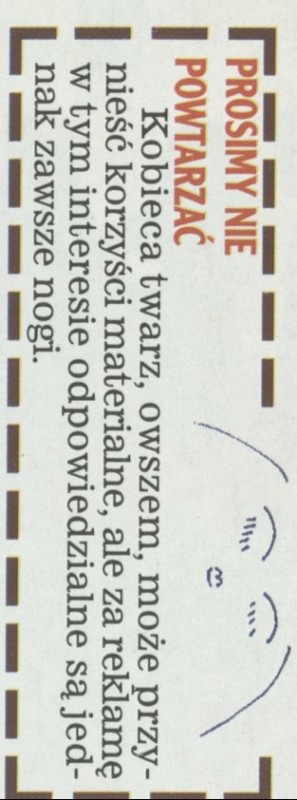 PROSIMY NIE
POWTARZAĆ
Kobieca twarz, owszem, może przy-
nieść korzyści materialne, ale za reklamę
w tym interesie odpowiedzialne są jed-
nak zawsze nogi.